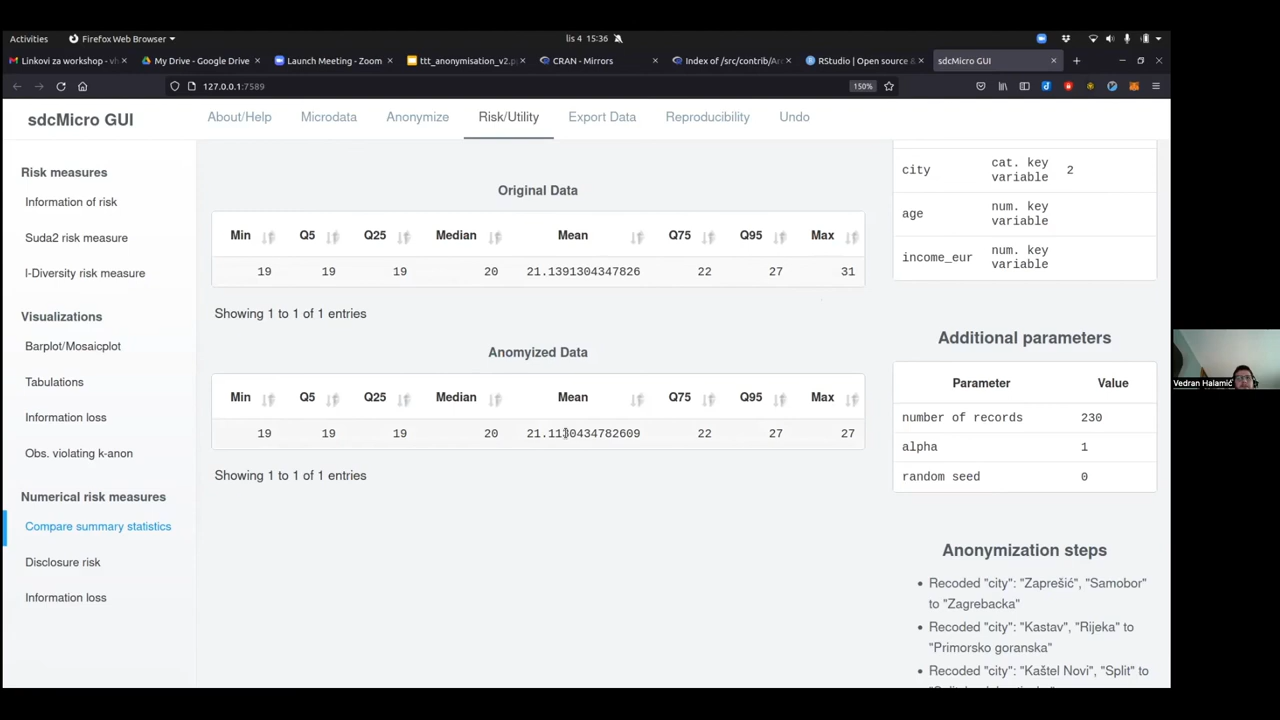 Activities
Firefox Web Browser
lis 4 15:36
Linkovi za workshop - vh
My Drive - Google Drive
Launch Meeting - Zoom
ttt_anonymisation_v2.p
CRAN - Mirrors
Index of /src/contrib/Arc
RStudio | Open source &
sdcMicro GUI
127.0.0.1:7589
150%
sdcMicro GUI
About/Help
Microdata
Anonymize
Risk/Utility
Export Data
Reproducibility
Undo
Risk measures
Information of risk
Suda2 risk measure
l-Diversity risk measure
Visualizations
Barplot/Mosaicplot
Tabulations
Information loss
Obs. violating k-anon
Numerical risk measures
Compare summary statistics
Disclosure risk
Information loss
Original Data
Min Q5 Q25 Median Mean Q75 Q95 Max
19 19 19 20 21.1391304347826 22 27 31
Showing 1 to 1 of 1 entries
Anomyized Data
Min Q5 Q25 Median Mean Q75 Q95 Max
19 19 19 20 21.1130434782609 22 27 27
Showing 1 to 1 of 1 entries
city cat. key variable 2
age num. key variable
income_eur num. key variable
Additional parameters
Parameter Value
number of records 230
alpha 1
random seed 0
Anonymization steps
Recoded "city": "Zaprešić", "Samobor"
to "Zagrebacka"
Recoded "city": "Kastav", "Rijeka" to
"Primorsko goranska"
Recoded "city": "Kaštel Novi", "Split" to
Vedran Halamić